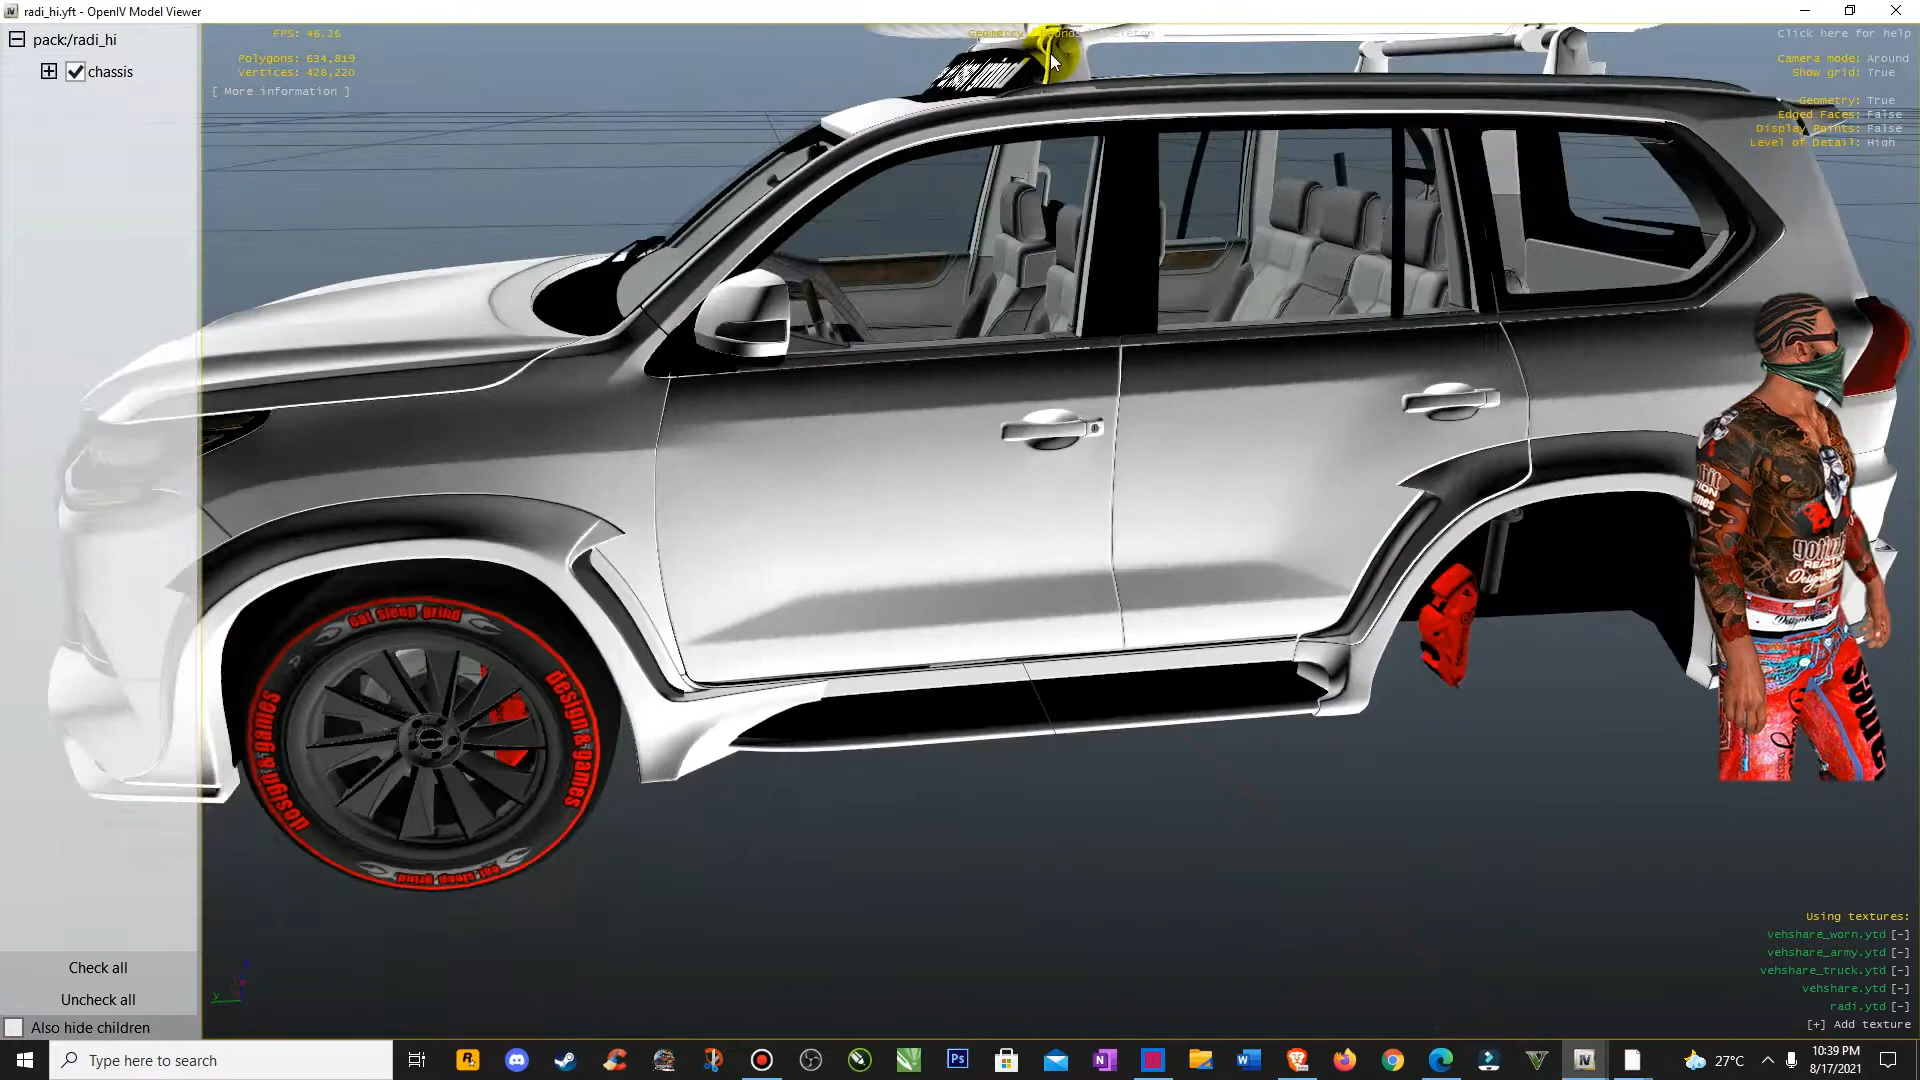 radi_hi.yft - OpenIV Model Viewer
pack:/radi_hi
chassis
FPS: 46.26
Polygons: 634,819
Vertices: 428,220
[ More information ]
Click here for help
Camera mode: Around
Show grid: True
Geometry: True
Edged Faces: False
Display Points: False
Level of Detail: High
eat sleep grind
design&games
design&games
eat sleep grind
Using textures:
vehshare_worn.ytd [-]
vehshare_army.ytd [-]
vehshare_truck.ytd [-]
vehshare.ytd [-]
radi.ytd [-]
[+] Add texture
Check all
Uncheck all
Also hide children
Type here to search
27°C
10:39 PM
8/17/2021